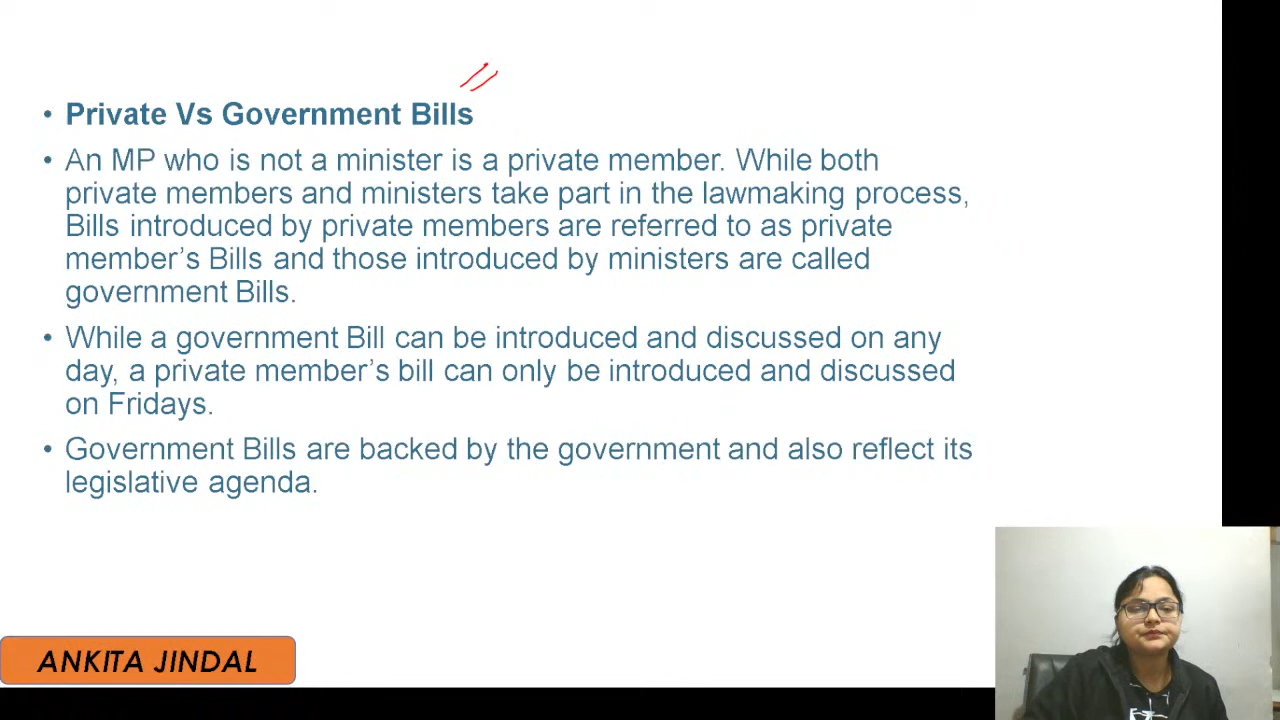 • Private Vs Government Bills
• An MP who is not a minister is a private member. While both
private members and ministers take part in the lawmaking process,
Bills introduced by private members are referred to as private
member's Bills and those introduced by ministers are called
government Bills.
• While a government Bill can be introduced and discussed on any
day, a private member's bill can only be introduced and discussed
on Fridays.
• Government Bills are backed by the government and also reflect its
legislative agenda.
ANKITA JINDAL